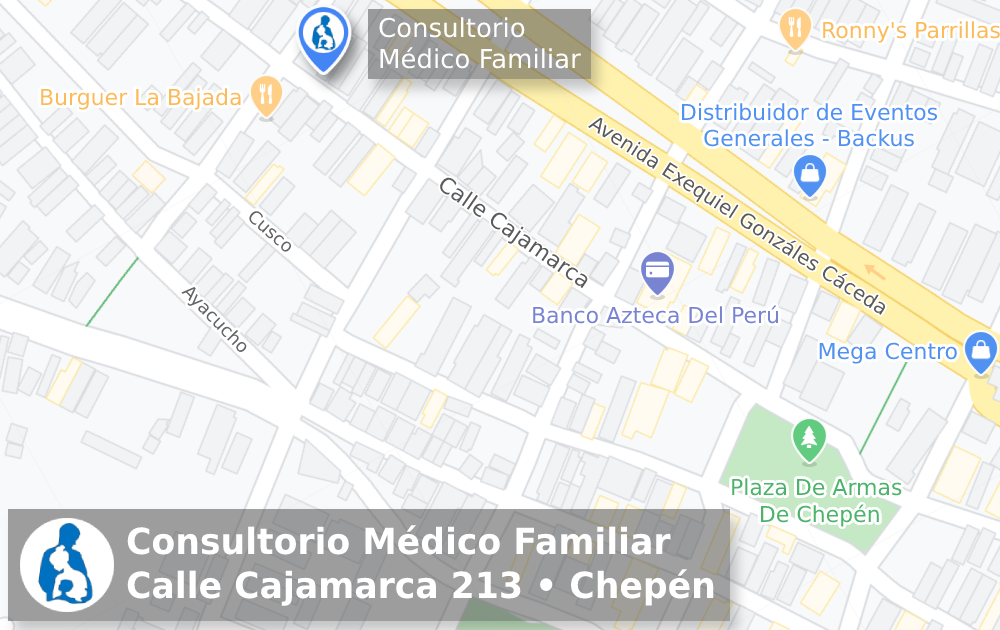 Consultorio
Médico Familiar
Ronny's Parrillas
Burguer La Bajada
Distribuidor de Eventos
Generales - Backus
Avenida Exequiel Gonzáles Cáceda
Calle Cajamarca
Cusco
Ayacucho
Banco Azteca Del Perú
Mega Centro
Plaza De Armas
De Chepén
Consultorio Médico Familiar
Calle Cajamarca 213 • Chepén